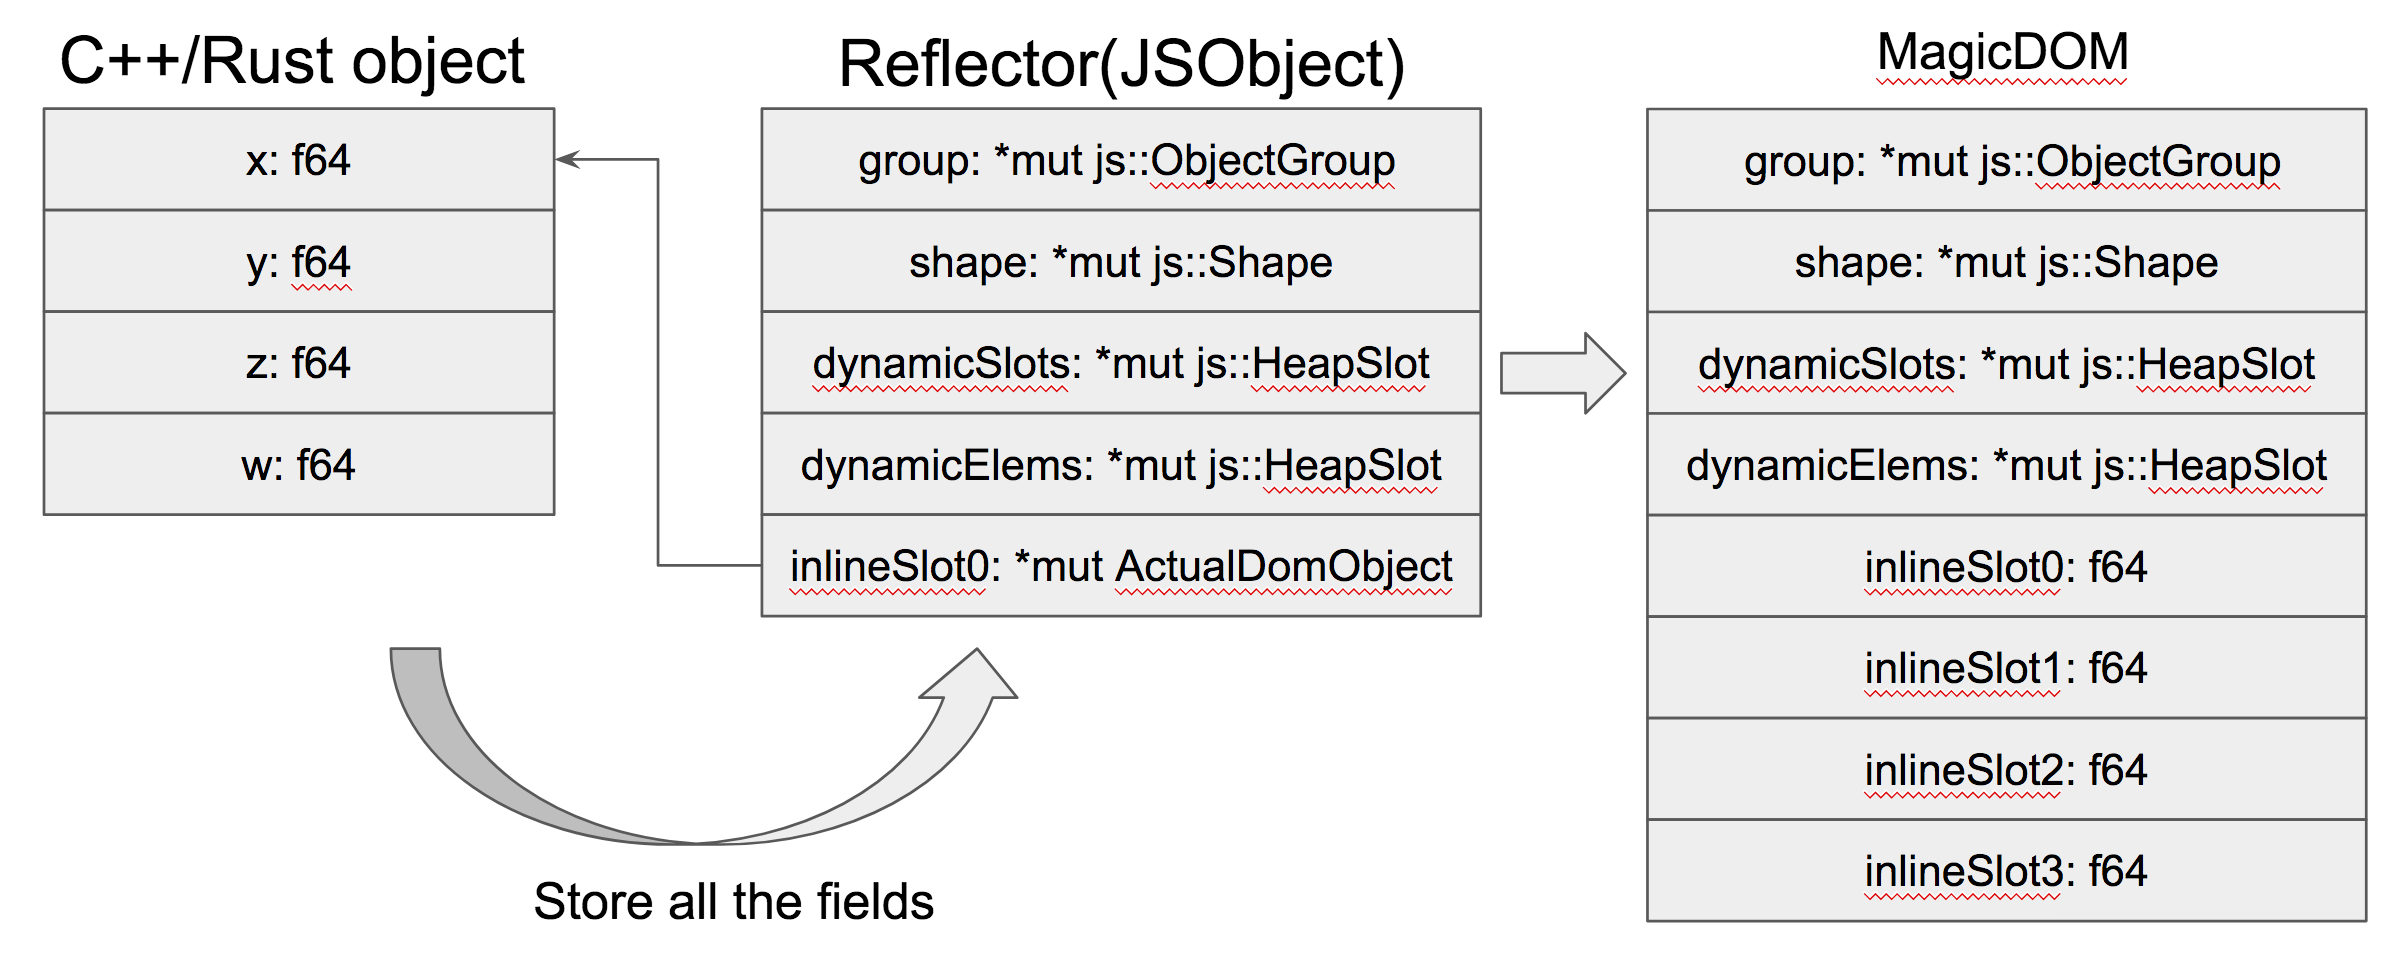 C++/Rust object
x: f64
y: f64
z: f64
w: f64
Reflector(JSObject)
group: *mut js::ObjectGroup
shape: *mut js::Shape
dynamicSlots: *mut js::HeapSlot
dynamicElems: *mut js::HeapSlot
inlineSlot0: *mut ActualDomObject
Store all the fields
MagicDOM
group: *mut js::ObjectGroup
shape: *mut js::Shape
dynamicSlots: *mut js::HeapSlot
dynamicElems: *mut js::HeapSlot
inlineSlot0: f64
inlineSlot1: f64
inlineSlot2: f64
inlineSlot3: f64